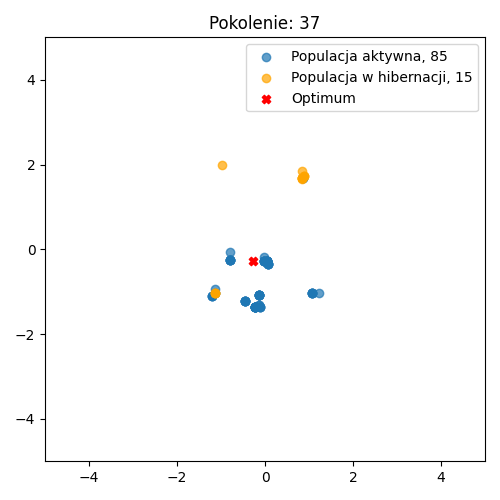 Pokolenie: 37
Populacja aktywna, 85
Populacja w hibernacji, 15
Optimum
4
2
0
−2
−4
−4
−2
0
2
4